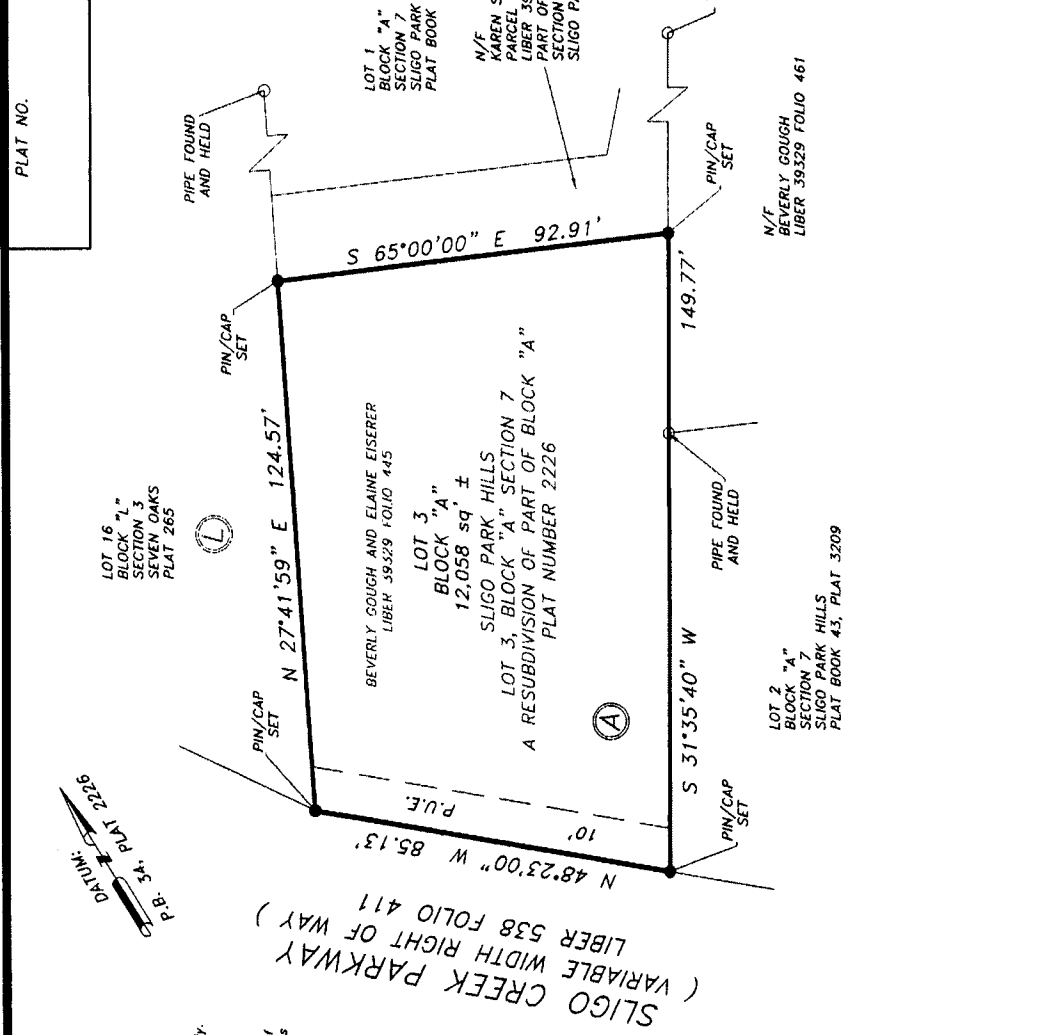 PLAT NO.
PIPE FOUND
AND HELD
LOT 1
BLOCK "A"
SECTION 7
SLIGO PARK
PLAT BOOK
N/F
KAREN
PARCEL
LIBER
PART OF
SECTION
SLIGO
PIN/CAP
SET
S 65°00'00" E 92.91'
PIN/CAP
SET
N/F
BEVERLY GOUGH
LIBER 39329 FOLIO 461
LOT 16
BLOCK "L"
SECTION 3
SEVEN OAKS
PLAT 265
L
N 27°41'59" E 124.57'
BEVERLY GOUGH AND ELAINE EISERER
LIBER 39329 FOLIO 445
LOT 3
BLOCK "A"
12,058 sq' ±
SLIGO PARK HILLS
LOT 3, BLOCK "A" SECTION 7
A RESUBDIVISION OF PART OF BLOCK "A"
PLAT NUMBER 2226
A
S 31°35'40" W
149.77'
PIPE FOUND
AND HELD
LOT 2
BLOCK "A"
SECTION 7
SLIGO PARK HILLS
PLAT BOOK 43, PLAT 3209
PIN/CAP
SET
PIN/CAP
SET
10' P.U.E.
N 48°23'00" W 85.13'
DATUM:
N
P.B. 34, PLAT 2226
SLIGO CREEK PARKWAY
( VARIABLE WIDTH RIGHT OF WAY )
LIBER 538 FOLIO 411